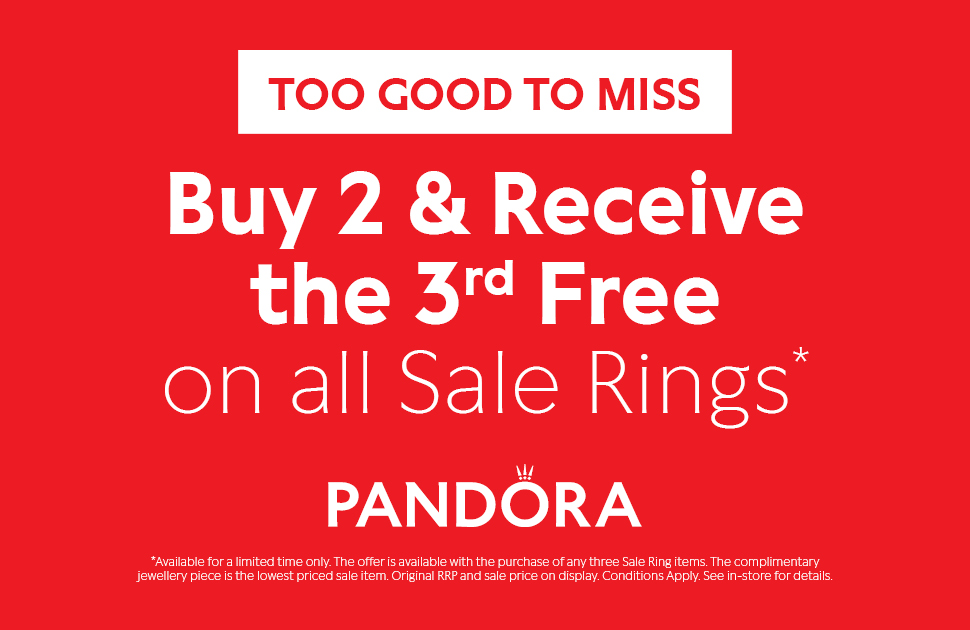 TOO GOOD TO MISS
Buy 2 & Receive
the 3rd Free
on all Sale Rings*
PANDORA
*Available for a limited time only. The offer is available with the purchase of any three Sale Ring items. The complimentary
jewellery piece is the lowest priced sale item. Original RRP and sale price on display. Conditions Apply. See in-store for details.